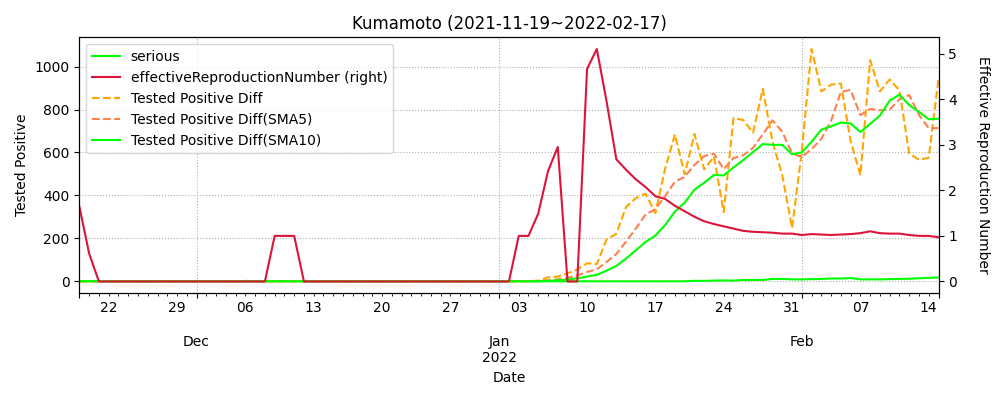 Kumamoto (2021-11-19~2022-02-17)
serious
effectiveReproductionNumber (right)
Tested Positive Diff
Tested Positive Diff(SMA5)
Tested Positive Diff(SMA10)
Tested Positive
1000
800
600
400
200
0
Effective Reproduction Number
5
4
3
2
1
0
22 29 06 13 20 27 03 10 17 24 31 07 14
Dec Jan Feb
2022
Date